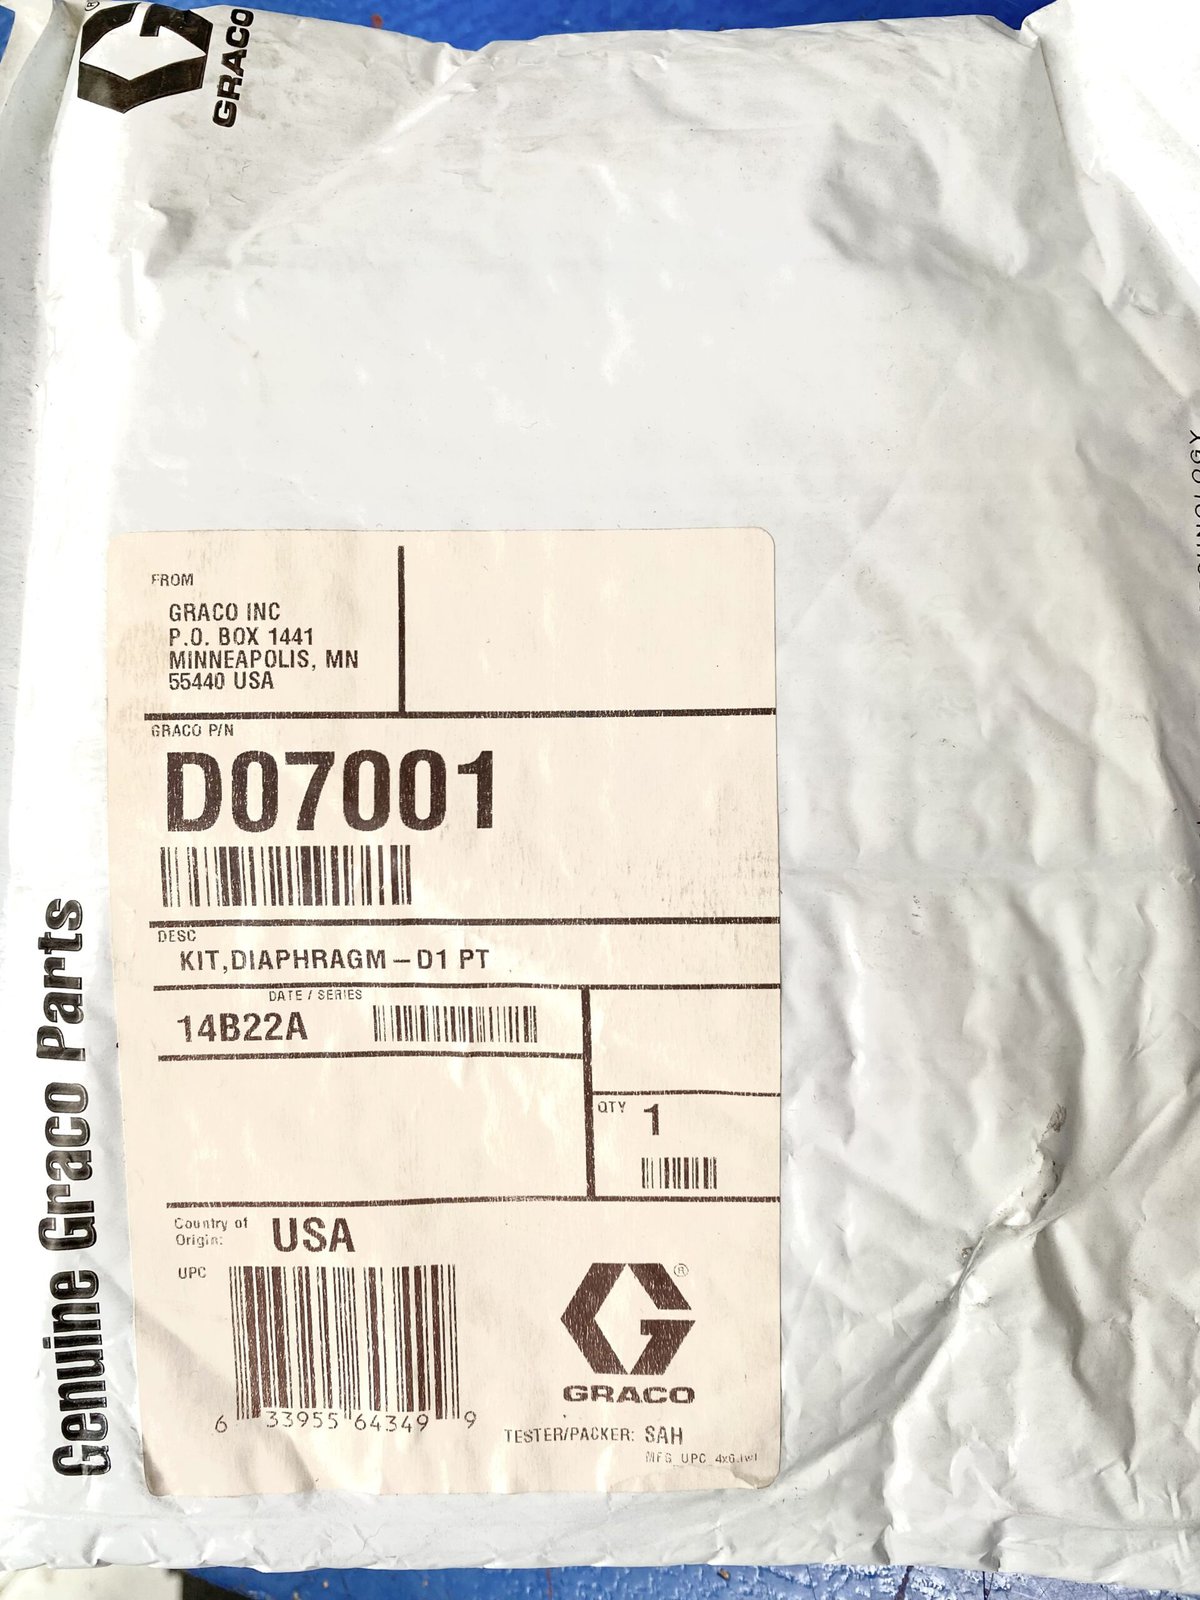 GRACO
FROM
GRACO INC
P.O. BOX 1441
MINNEAPOLIS, MN
55440 USA
GRACO P/N
D07001
DESC
KIT,DIAPHRAGM – D1 PT
DATE / SERIES
14B22A
QTY 1
Country of
Origin: USA
UPC
6 33955 64349 9
®
GRACO
TESTER/PACKER: SAH
MFG_UPC_4x6.lwl
Genuine Graco Parts